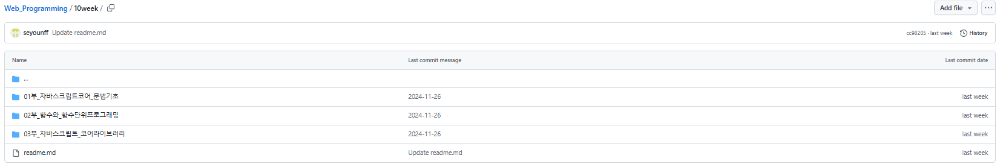 Web_Programming / 10week /
Add file
seyounff Update readme.md
cc98205 · last week
History
Name Last commit message Last commit date
..
01부_자바스크립트코어_문법기초 2024-11-26 last week
02부_함수와_함수단위프로그래밍 2024-11-26 last week
03부_자바스크립트_코어라이브러리 2024-11-26 last week
readme.md Update readme.md last week